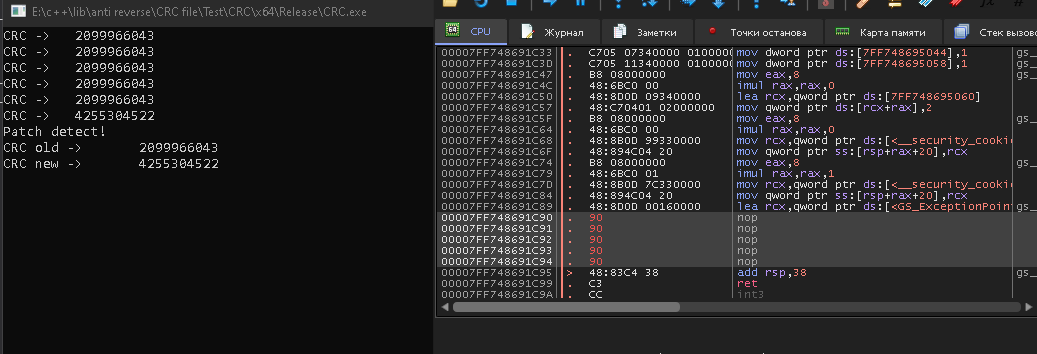 E:\c++\lib\anti reverse\CRC file\Test\CRC\x64\Release\CRC.exe
CRC -> 2099966043
CRC -> 2099966043
CRC -> 2099966043
CRC -> 2099966043
CRC -> 2099966043
CRC -> 4255304522
Patch detect!
CRC old -> 2099966043
CRC new -> 4255304522
CPU Журнал Заметки Точки останова Карта памяти Стек вызово
00007FF748691C33 . C705 07340000 0100000 mov dword ptr ds:[7FF748695044],1 gs_
00007FF748691C3D . C705 11340000 0100000 mov dword ptr ds:[7FF748695058],1 gs_
00007FF748691C47 . B8 08000000 mov eax,8 gs_
00007FF748691C4C . 48:6BC0 00 imul rax,rax,0
00007FF748691C50 . 48:8D0D 09340000 lea rcx,qword ptr ds:[7FF748695060]
00007FF748691C57 . 48:C70401 02000000 mov qword ptr ds:[rcx+rax],2
00007FF748691C5F . B8 08000000 mov eax,8
00007FF748691C64 . 48:6BC0 00 imul rax,rax,0
00007FF748691C68 . 48:8B0D 99330000 mov rcx,qword ptr ds:[<__security_cooki
00007FF748691C6F . 48:894C04 20 mov qword ptr ss:[rsp+rax+20],rcx
00007FF748691C74 . B8 08000000 mov eax,8 gs_
00007FF748691C79 . 48:6BC0 01 imul rax,rax,1
00007FF748691C7D . 48:8B0D 7C330000 mov rcx,qword ptr ds:[<__security_cooki
00007FF748691C84 . 48:894C04 20 mov qword ptr ss:[rsp+rax+20],rcx
00007FF748691C89 . 48:8D0D 00160000 lea rcx,qword ptr ds:[<GS_ExceptionPoin gs_
00007FF748691C90 . 90 nop
00007FF748691C91 . 90 nop
00007FF748691C92 . 90 nop
00007FF748691C93 . 90 nop
00007FF748691C94 . 90 nop
00007FF748691C95 > 48:83C4 38 add rsp,38 gs_
00007FF748691C99 . C3 ret
00007FF748691C9A . CC int3